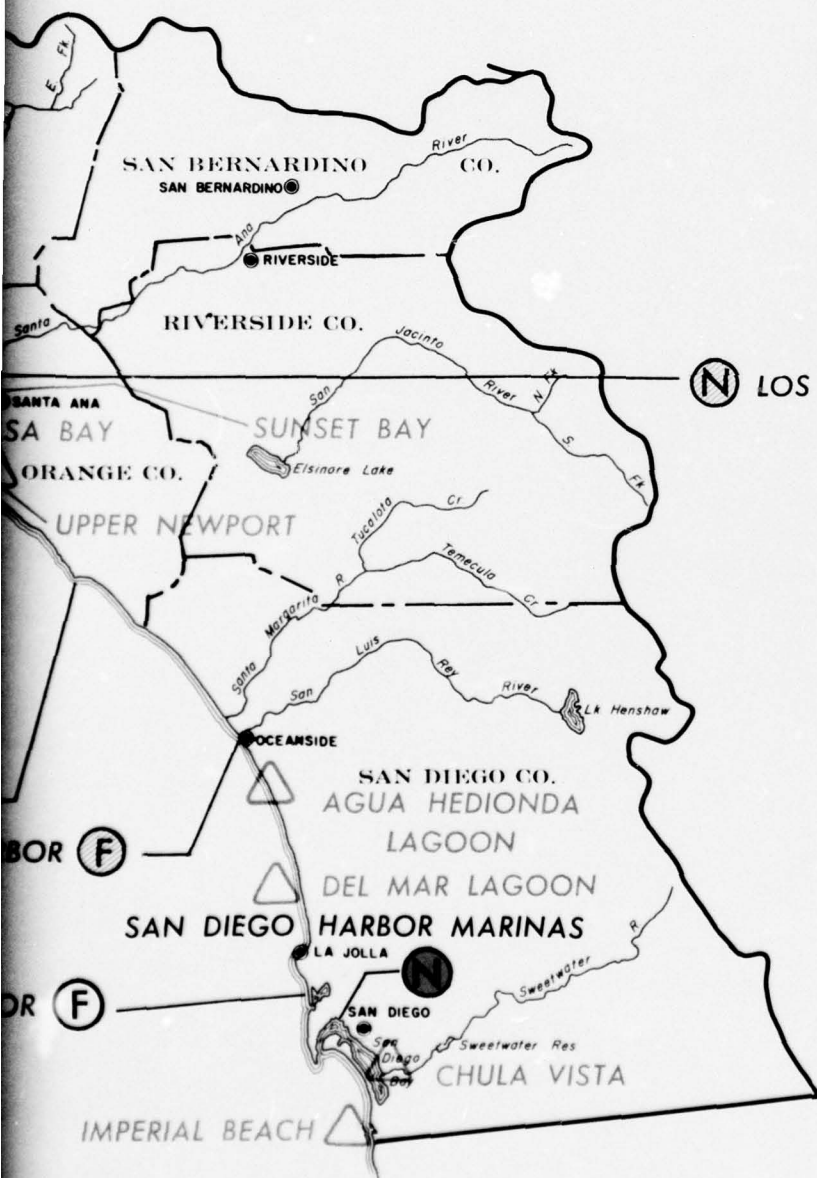 E. Fk
SAN BERNARDINO CO.
SAN BERNARDINO
Santa Ana River
RIVERSIDE
RIVERSIDE CO.
San Jacinto River
N Fk
S. Fk
N LOS
SANTA ANA
SA BAY
SUNSET BAY
Elsinore Lake
ORANGE CO.
UPPER NEWPORT
Tucalota Cr
Temecula Cr
Santa Margarita R
San Luis Rey River
Lk Henshaw
OCEANSIDE
SAN DIEGO CO.
AGUA HEDIONDA
LAGOON
BOR F
DEL MAR LAGOON
SAN DIEGO HARBOR MARINAS
LA JOLLA
N
OR F
SAN DIEGO
Sweetwater R
San
Diego
Bay
Sweetwater Res
CHULA VISTA
IMPERIAL BEACH